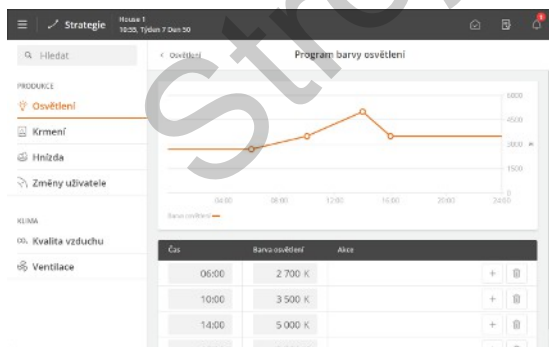 Strategie
House 1
10:55, Týden 7 Den 50
Hledat
Osvětlení
Program barvy osvětlení
PRODUKCE
Osvětlení
Krmení
Hnízda
Změny uživatele
KLIMA
Kvalita vzduchu
Ventilace
6000
4500
3000 K
1500
0
04:00 08:00 12:00 16:00 20:00 24:00
Barva osvětlení
Čas Barva osvětlení Akce
06:00 2 700 K
10:00 3 500 K
14:00 5 000 K